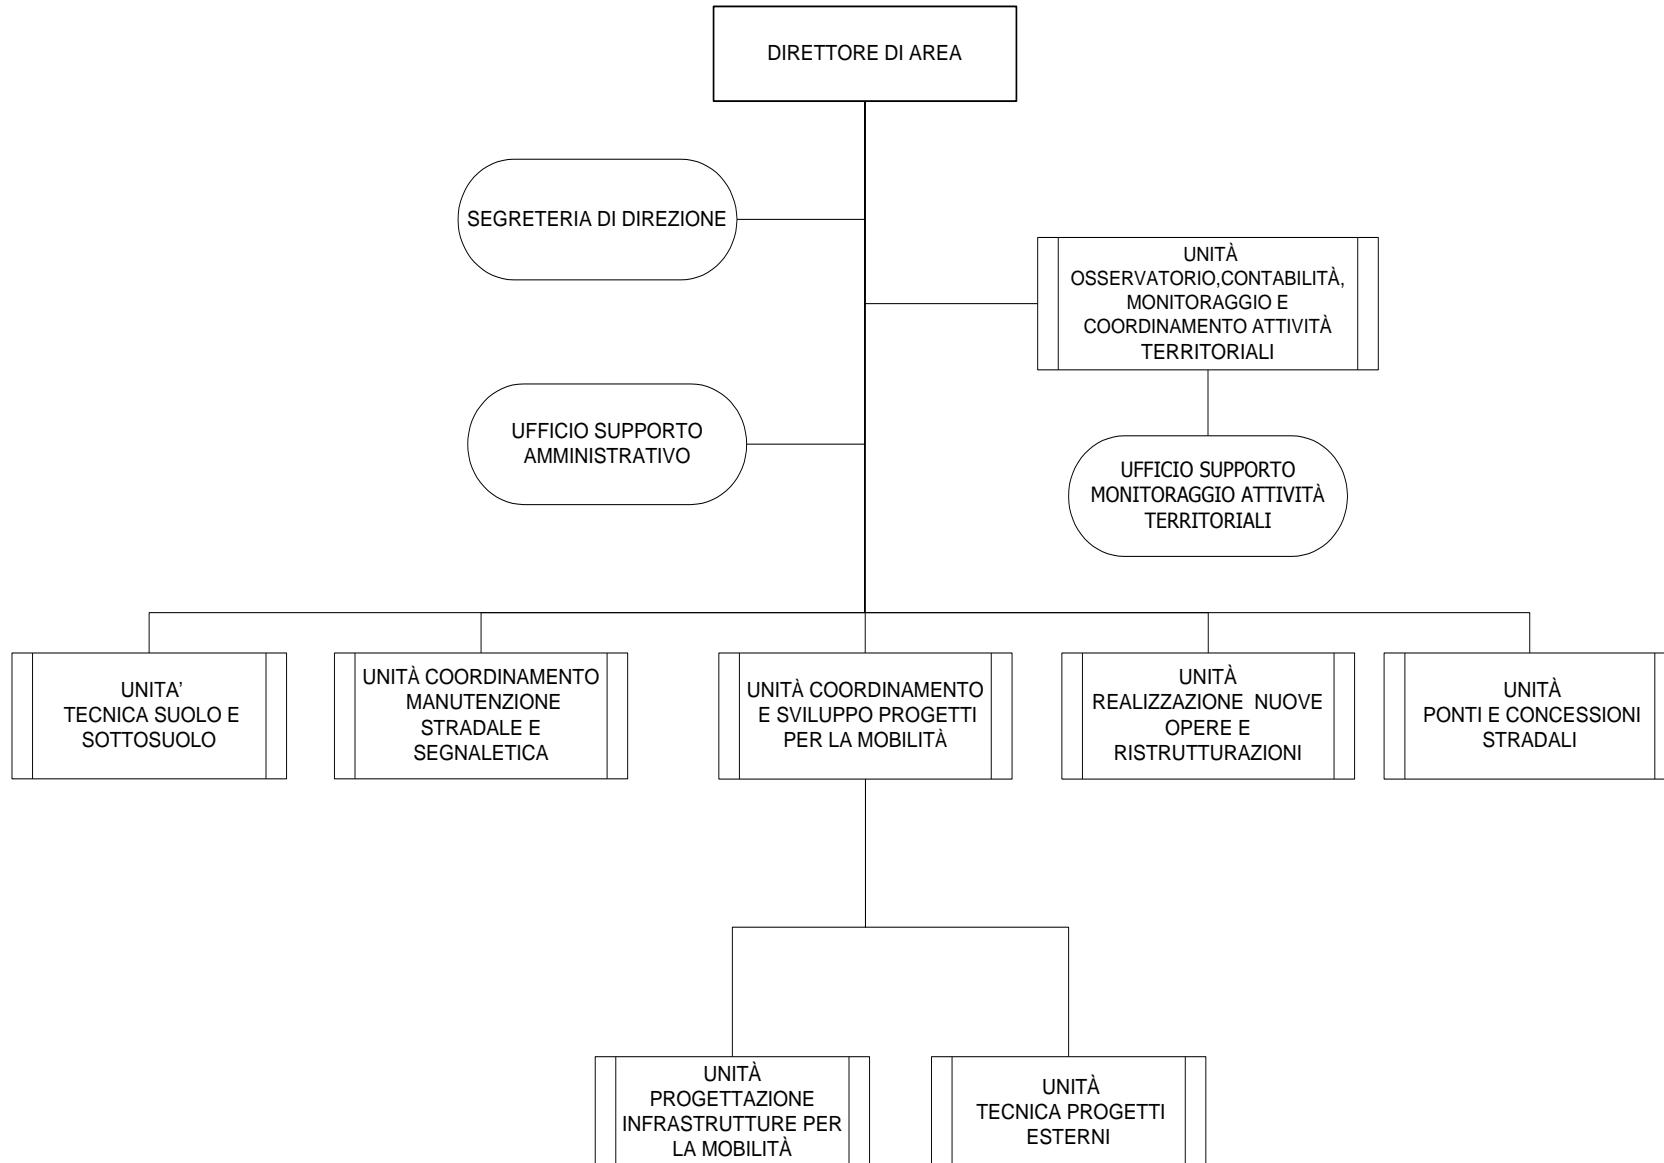 DIRETTORE DI AREA
SEGRETERIA DI DIREZIONE
UNITÀ
OSSERVATORIO,CONTABILITÀ,
MONITORAGGIO E
COORDINAMENTO ATTIVITÀ
TERRITORIALI
UFFICIO SUPPORTO
AMMINISTRATIVO
UFFICIO SUPPORTO
MONITORAGGIO ATTIVITÀ
TERRITORIALI
UNITA’
TECNICA SUOLO E
SOTTOSUOLO
UNITÀ COORDINAMENTO
MANUTENZIONE
STRADALE E
SEGNALETICA
UNITÀ COORDINAMENTO
E SVILUPPO PROGETTI
PER LA MOBILITÀ
UNITÀ
REALIZZAZIONE  NUOVE
OPERE E
RISTRUTTURAZIONI
UNITÀ
PONTI E CONCESSIONI
STRADALI
UNITÀ
PROGETTAZIONE
INFRASTRUTTURE PER
LA MOBILITÀ
UNITÀ
TECNICA PROGETTI
ESTERNI